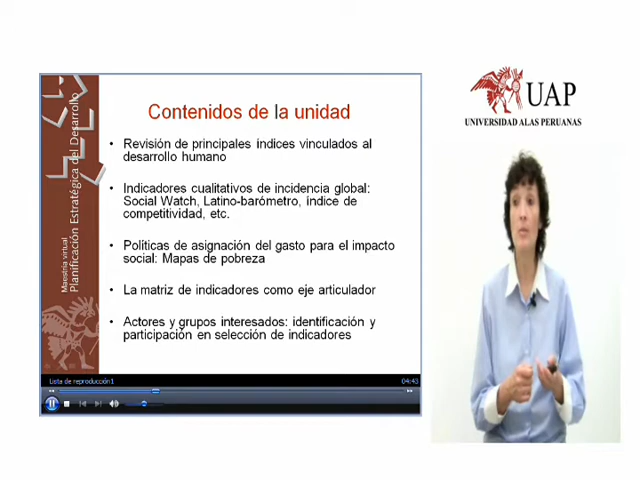 Contenidos de la unidad
• Revisión de principales índices vinculados al
desarrollo humano
• Indicadores cualitativos de incidencia global:
Social Watch, Latino-barómetro, índice de
competitividad, etc.
• Políticas de asignación del gasto para el impacto
social: Mapas de pobreza
• La matriz de indicadores como eje articulador
• Actores y grupos interesados: identificación y
participación en selección de indicadores
Maestría virtual
Planificación Estratégica del Desarrollo
Lista de reproducción1
04:43
UAP
UNIVERSIDAD ALAS PERUANAS